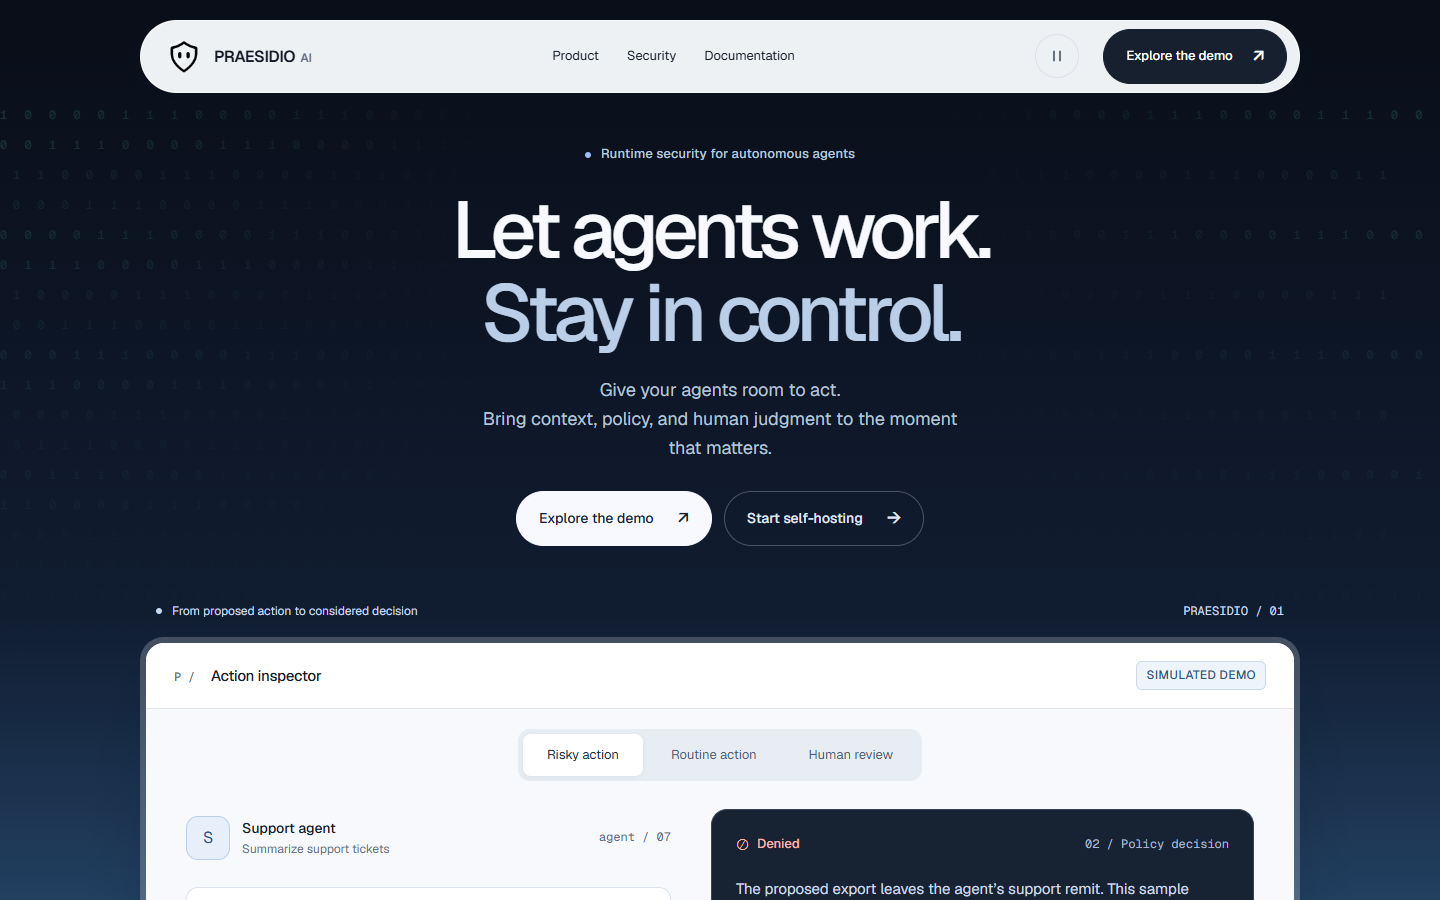 PRAESIDIO AI
Product
Security
Documentation
Explore the demo
Runtime security for autonomous agents
Let agents work.
Stay in control.
Give your agents room to act.
Bring context, policy, and human judgment to the moment
that matters.
Explore the demo
Start self-hosting
From proposed action to considered decision
PRAESIDIO / 01
P /
Action inspector
SIMULATED DEMO
Risky action
Routine action
Human review
S
Support agent
Summarize support tickets
agent / 07
Denied
02 / Policy decision
The proposed export leaves the agent’s support remit. This sample